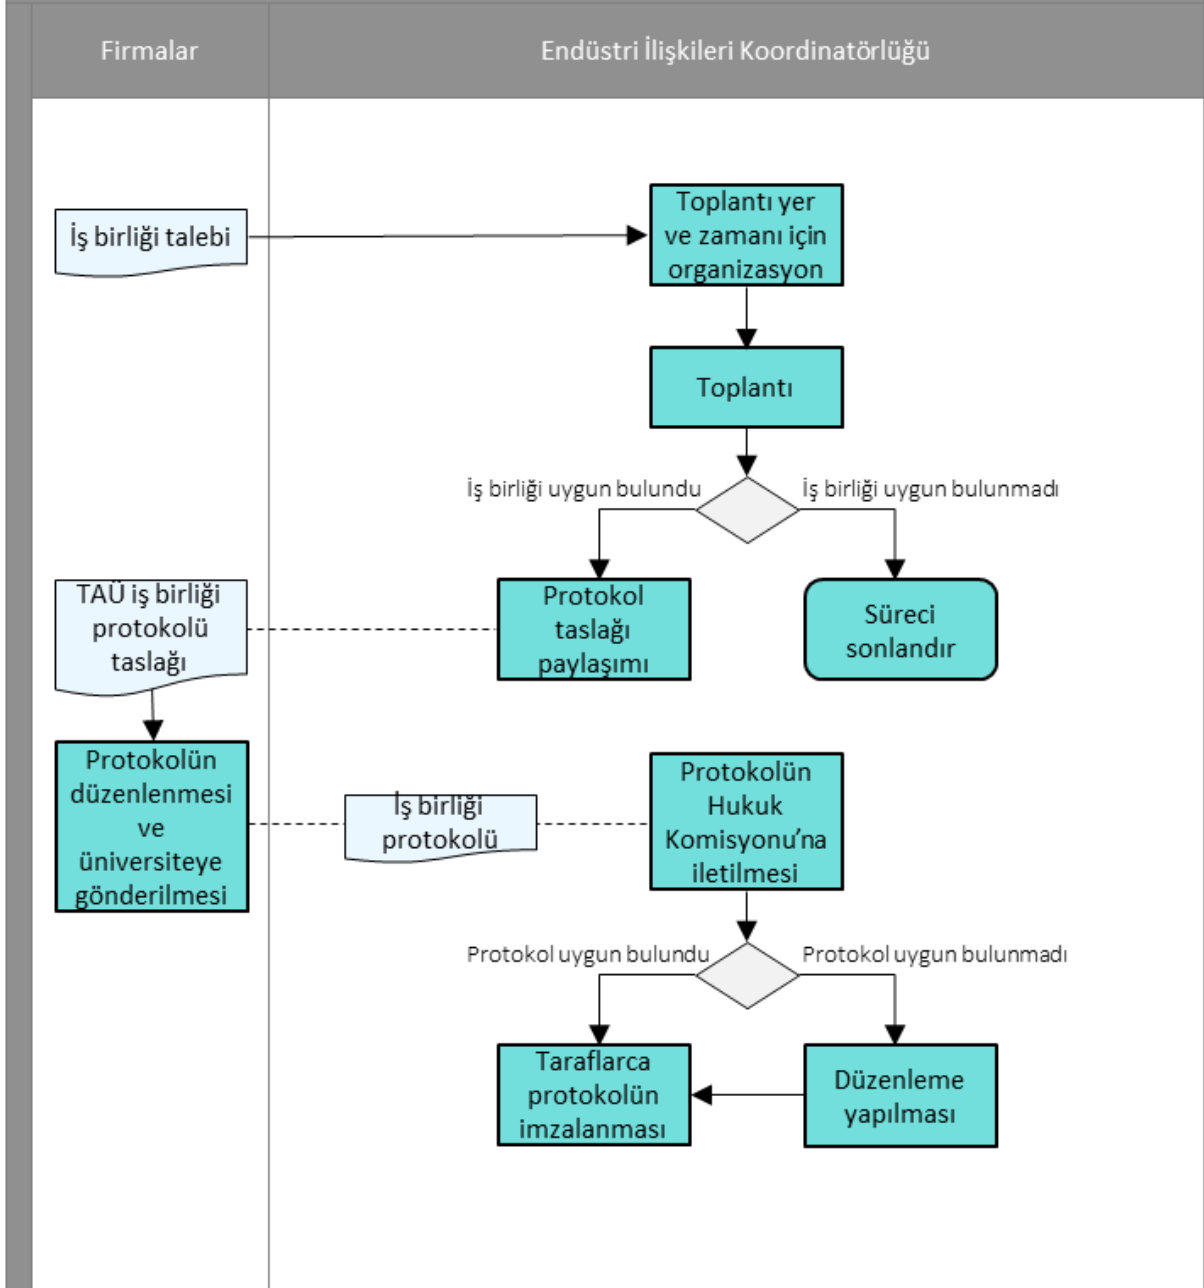 Firmalar
Endüstri İlişkileri Koordinatörlüğü
İş birliği talebi
Toplantı yer
ve zamanı için
organizasyon
Toplantı
İş birliği uygun bulundu
İş birliği uygun bulunmadı
TAÜ iş birliği
protokolü
taslağı
Protokol
taslağı
paylaşımı
Süreci
sonlandır
Protokolün
düzenlenmesi
ve
üniversiteye
gönderilmesi
İş birliği
protokolü
Protokolün
Hukuk
Komisyonu’na
iletilmesi
Protokol uygun bulundu
Protokol uygun bulunmadı
Taraflarca
protokolün
imzalanması
Düzenleme
yapılması